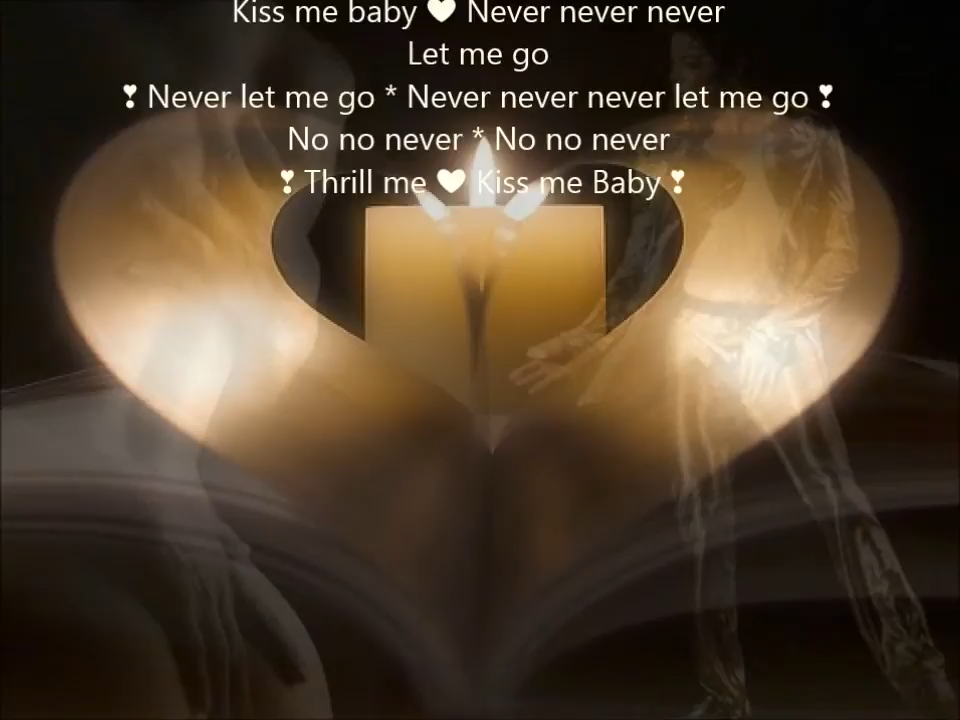 Kiss me baby ♥ Never never never
Let me go
❣ Never let me go * Never never never let me go ❣
No no never * No no never
❣ Thrill me ♥ Kiss me Baby ❣